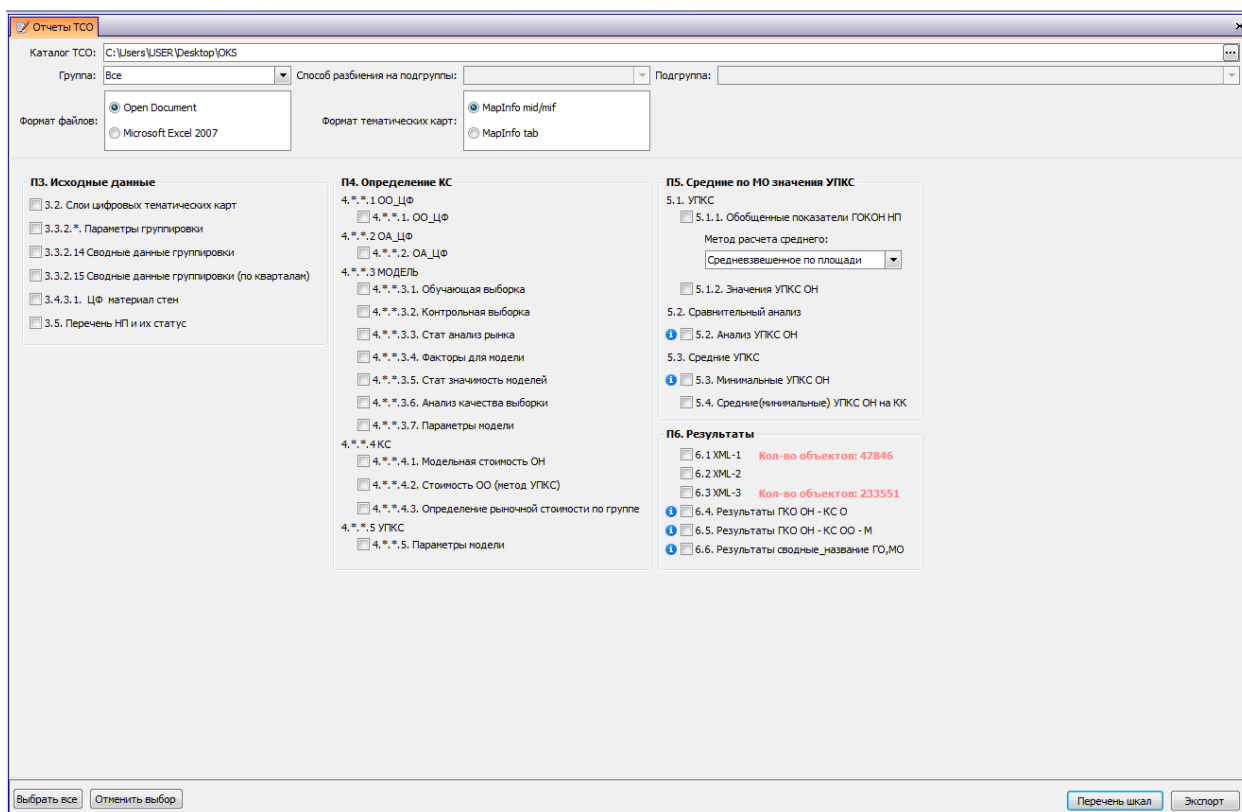 Отчеты ТСО
Каталог ТСО: C:\Users\USER\Desktop\OKS ...
Группа: Все Способ разбиения на подгруппы: Подгруппа:
Формат файлов: Open Document Microsoft Excel 2007 Формат тематических карт: MapInfo mid/mif MapInfo tab
П3. Исходные данные
3.2. Слои цифровых тематических карт
3.3.2.*. Параметры группировки
3.3.2.14 Сводные данные группировки
3.3.2.15 Сводные данные группировки (по кварталам)
3.4.3.1. ЦФ материал стен
3.5. Перечень НП и их статус
П4. Определение КС
4.*.*.1 ОО_ЦФ
4.*.*.1. ОО_ЦФ
4.*.*.2 ОА_ЦФ
4.*.*.2. ОА_ЦФ
4.*.*.3 МОДЕЛЬ
4.*.*.3.1. Обучающая выборка
4.*.*.3.2. Контрольная выборка
4.*.*.3.3. Стат анализ рынка
4.*.*.3.4. Факторы для модели
4.*.*.3.5. Стат значимость моделей
4.*.*.3.6. Анализ качества выборки
4.*.*.3.7. Параметры модели
4.*.*.4 КС
4.*.*.4.1. Модельная стоимость ОН
4.*.*.4.2. Стоимость ОО (метод УПКС)
4.*.*.4.3. Определение рыночной стоимости по группе
4.*.*.5 УПКС
4.*.*.5. Параметры модели
П5. Средние по МО значения УПКС
5.1. УПКС
5.1.1. Обобщенные показатели ГОКОН НП
Метод расчета среднего:
Средневзвешенное по площади
5.1.2. Значения УПКС ОН
5.2. Сравнительный анализ
5.2. Анализ УПКС ОН
5.3. Средние УПКС
5.3. Минимальные УПКС ОН
5.4. Средние(минимальные) УПКС ОН на КК
П6. Результаты
6.1 XML-1 Кол-во объектов: 47846
6.2 XML-2
6.3 XML-3 Кол-во объектов: 233551
6.4. Результаты ГКО ОН - КС О
6.5. Результаты ГКО ОН - КС ОО - М
6.6. Результаты сводные_название ГО,МО
Выбрать все Отменить выбор Перечень шкал Экспорт